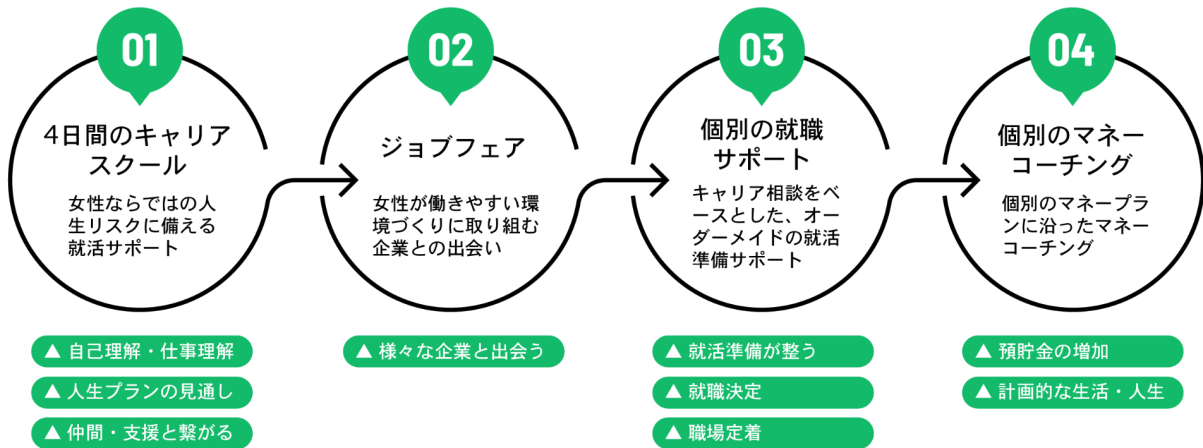 01
4日間のキャリア
スクール
女性ならではの人
生リスクに備える
就活サポート
▲ 自己理解・仕事理解
▲ 人生プランの見通し
▲ 仲間・支援と繋がる
02
ジョブフェア
女性が働きやすい環
境づくりに取り組む
企業との出会い
▲ 様々な企業と出会う
03
個別の就職
サポート
キャリア相談をベ
ースとした、オー
ダーメイドの就活
準備サポート
▲ 就活準備が整う
▲ 就職決定
▲ 職場定着
04
個別のマネー
コーチング
個別のマネープラ
ンに沿ったマネー
コーチング
▲ 預貯金の増加
▲ 計画的な生活・人生